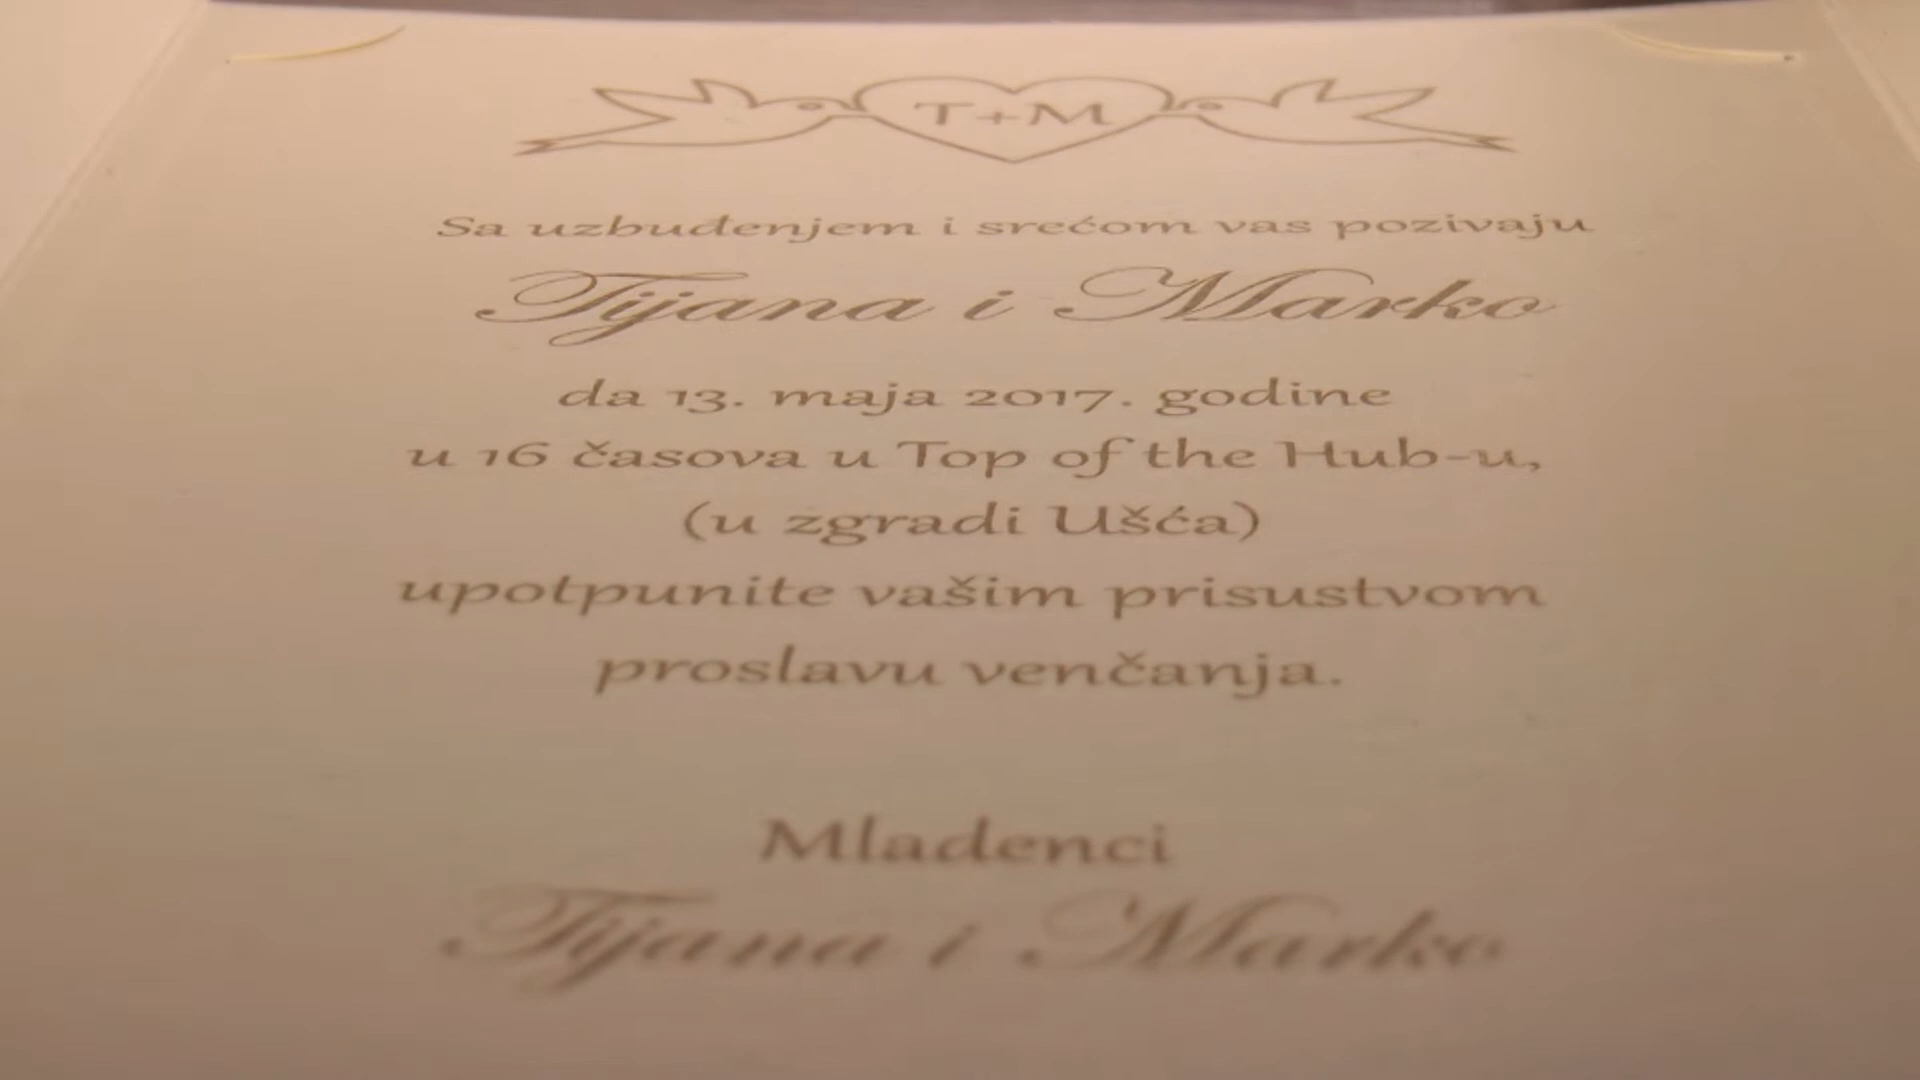 T+M
Sa uzbuđenjem i srećom vas pozivaju
Tijana i Marko
da 13. maja 2017. godine
u 16 časova u Top of the Hub-u,
(u zgradi Ušća)
upotpunite vašim prisustvom
proslavu venčanja.
Mladenci
Tijana i Marko